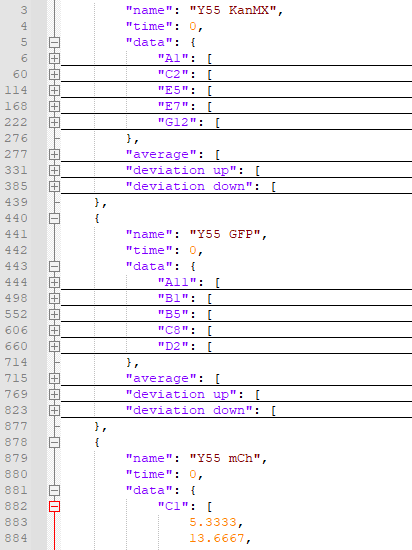 3 "name": "Y55 KanMX",
4 "time": 0,
5 "data": {
6 "A1": [
60 "C2": [
114 "E5": [
168 "E7": [
222 "G12": [
276 },
277 "average": [
331 "deviation up": [
385 "deviation down": [
439 },
440 {
441 "name": "Y55 GFP",
442 "time": 0,
443 "data": {
444 "A11": [
498 "B1": [
552 "B5": [
606 "C8": [
660 "D2": [
714 },
715 "average": [
769 "deviation up": [
823 "deviation down": [
877 },
878 {
879 "name": "Y55 mCh",
880 "time": 0,
881 "data": {
882 "C1": [
883 5.3333,
884 13.6667,